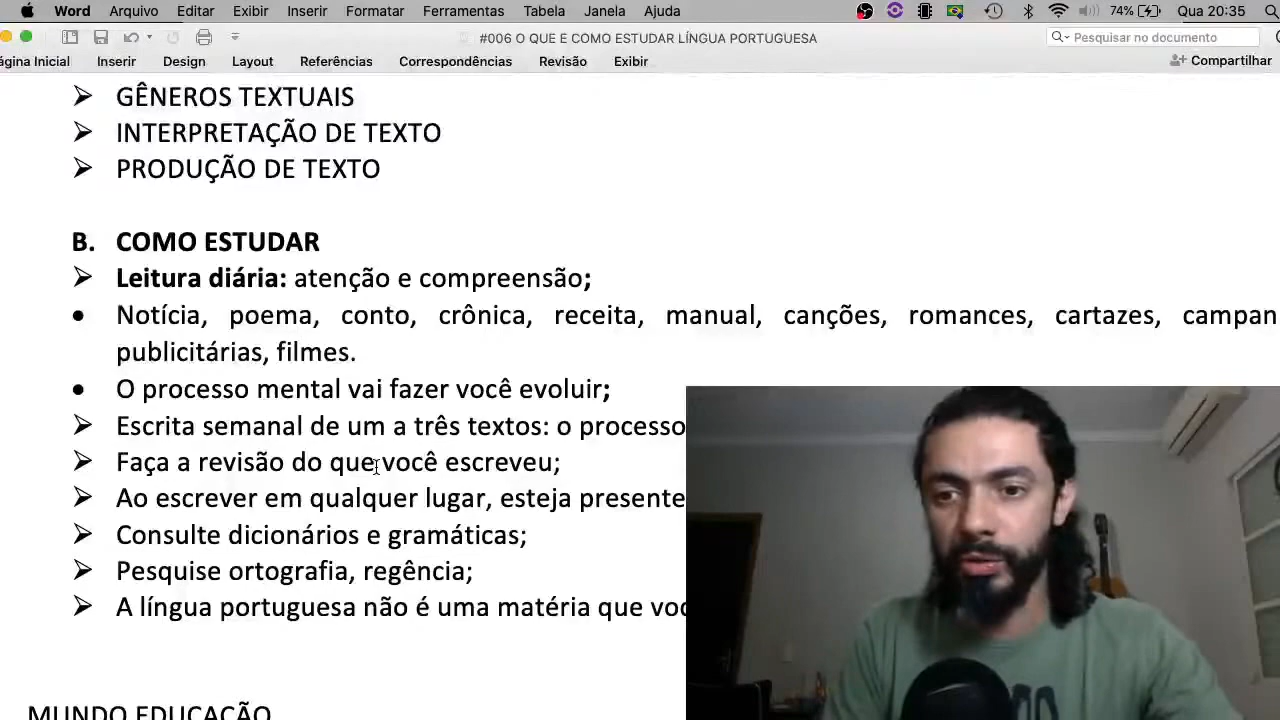 Word Arquivo Editar Exibir Inserir Formatar Ferramentas Tabela Janela Ajuda 74% Qua 20:35
#006 O QUE E COMO ESTUDAR LÍNGUA PORTUGUESA Pesquisar no documento
ágina Inicial Inserir Design Layout Referências Correspondências Revisão Exibir Compartilhar
➤ GÊNEROS TEXTUAIS
➤ INTERPRETAÇÃO DE TEXTO
➤ PRODUÇÃO DE TEXTO
B. COMO ESTUDAR
➤ Leitura diária: atenção e compreensão;
• Notícia, poema, conto, crônica, receita, manual, canções, romances, cartazes, campan
publicitárias, filmes.
• O processo mental vai fazer você evoluir;
➤ Escrita semanal de um a três textos: o processo
➤ Faça a revisão do que você escreveu;
➤ Ao escrever em qualquer lugar, esteja presente
➤ Consulte dicionários e gramáticas;
➤ Pesquise ortografia, regência;
➤ A língua portuguesa não é uma matéria que voc
MUNDO EDUCAÇÃO